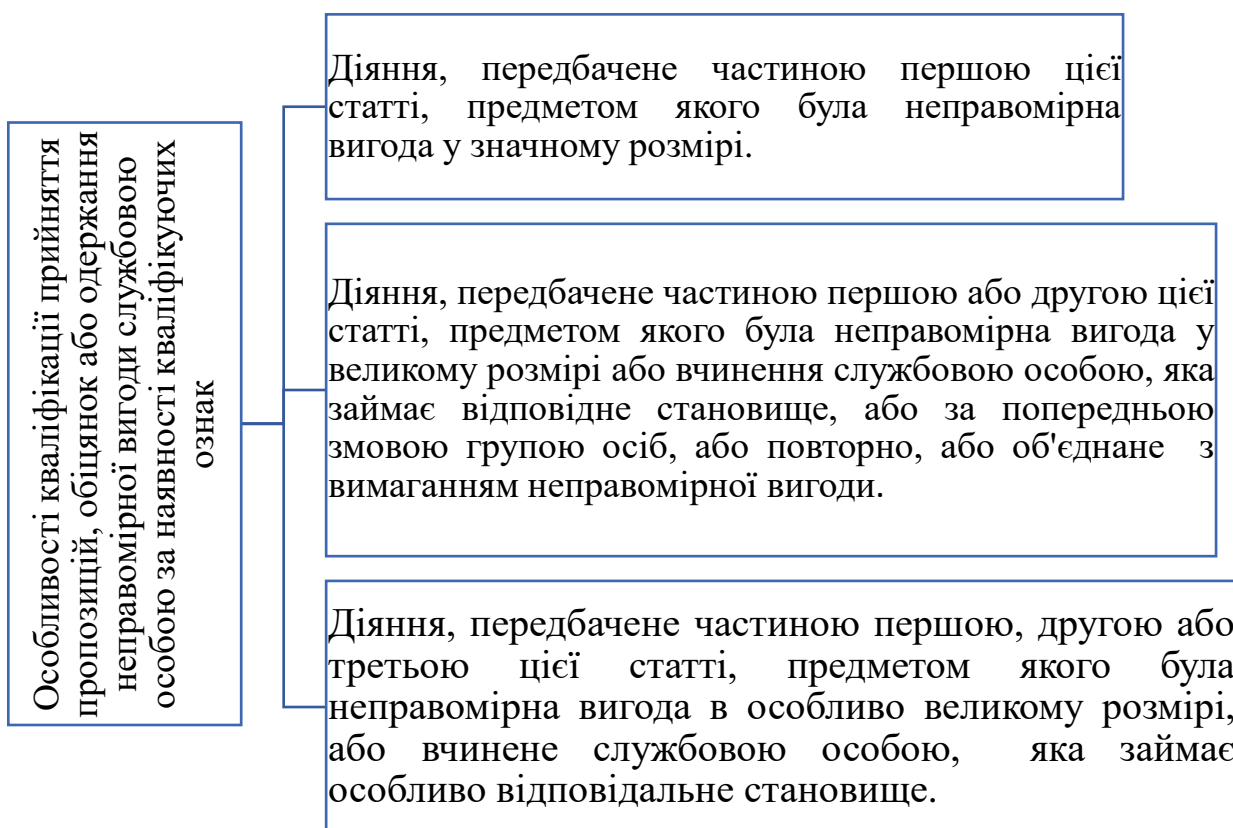 Особливості кваліфікації прийняття
пропозицій, обіцянок або одержання
неправомірної вигоди службовою
особою за наявності кваліфікуючих
ознак
Діяння, передбачене частиною першою цієї
статті, предметом якого була неправомірна
вигода у значному розмірі.
Діяння, передбачене частиною першою або другою цієї
статті, предметом якого була неправомірна вигода у
великому розмірі або вчинення службовою особою, яка
займає відповідне становище, або за попередньою
змовою групою осіб, або повторно, або об'єднане з
вимаганням неправомірної вигоди.
Діяння, передбачене частиною першою, другою або
третьою цієї статті, предметом якого була
неправомірна вигода в особливо великому розмірі,
або вчинене службовою особою, яка займає
особливо відповідальне становище.